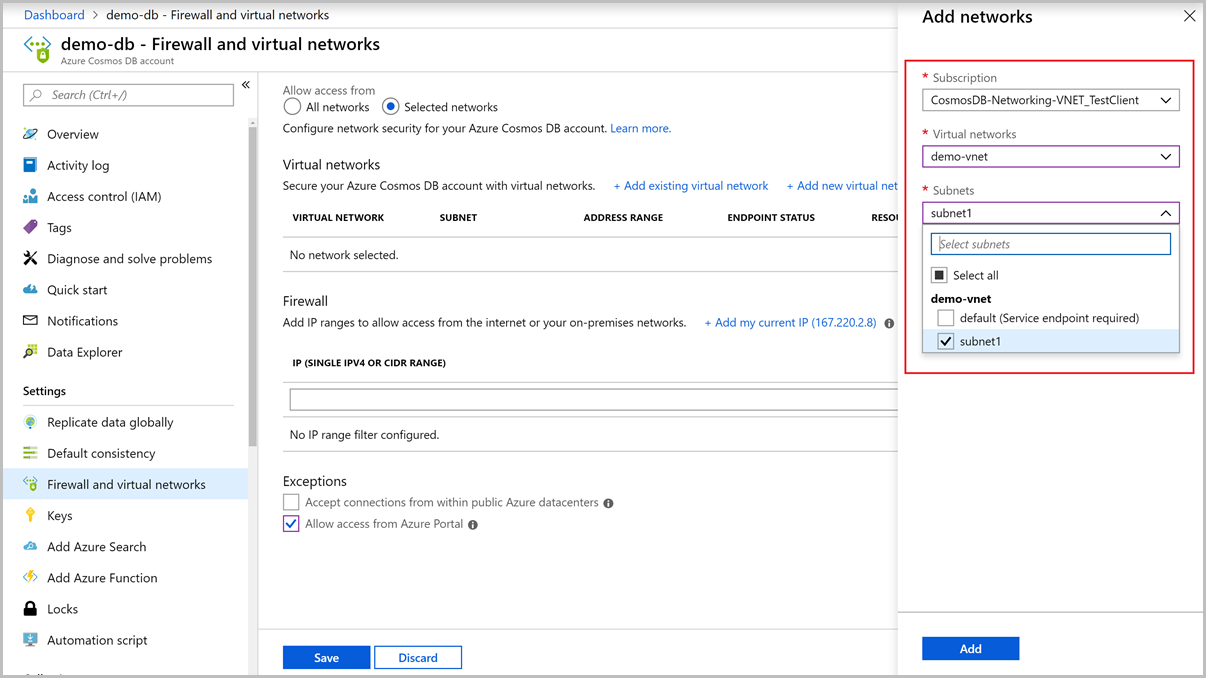 Dashboard > demo-db - Firewall and virtual networks
demo-db - Firewall and virtual networks
Azure Cosmos DB account
Search (Ctrl+/)
«
Overview
Activity log
Access control (IAM)
Tags
Diagnose and solve problems
Quick start
Notifications
Data Explorer
Settings
Replicate data globally
Default consistency
Firewall and virtual networks
Keys
Add Azure Search
Add Azure Function
Locks
Automation script
Allow access from
All networks Selected networks
Configure network security for your Azure Cosmos DB account. Learn more.
Virtual networks
Secure your Azure Cosmos DB account with virtual networks. + Add existing virtual network + Add new virtual net
VIRTUAL NETWORK SUBNET ADDRESS RANGE ENDPOINT STATUS RESOU
No network selected.
Firewall
Add IP ranges to allow access from the internet or your on-premises networks. + Add my current IP (167.220.2.8)
IP (SINGLE IPV4 OR CIDR RANGE)
No IP range filter configured.
Exceptions
Accept connections from within public Azure datacenters
Allow access from Azure Portal
Save Discard
Add networks
* Subscription
CosmosDB-Networking-VNET_TestClient
* Virtual networks
demo-vnet
* Subnets
subnet1
Select subnets
Select all
demo-vnet
default (Service endpoint required)
subnet1
Add